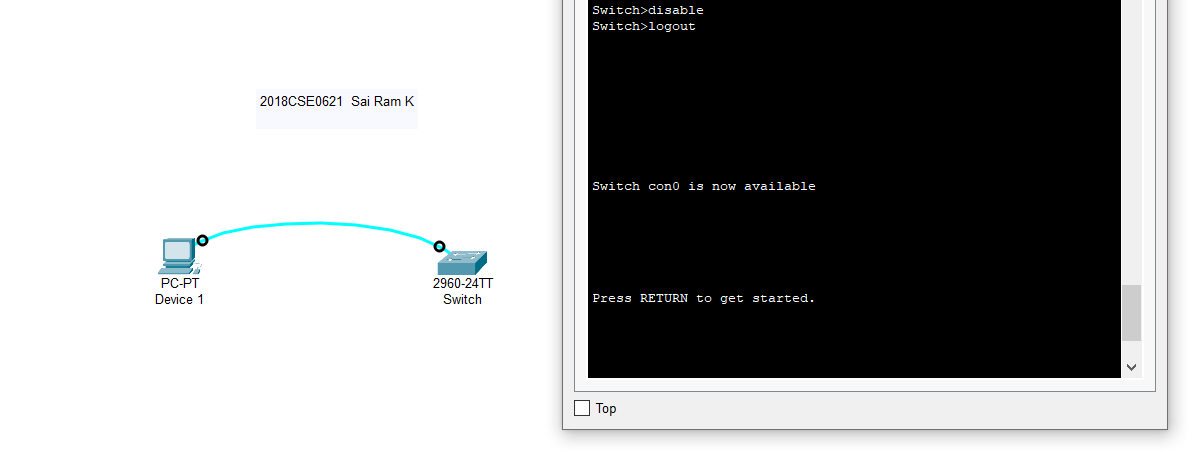 2018CSE0621  Sai Ram K
PC-PT
Device 1
2960-24TT
Switch
Switch>disable
Switch>logout
Switch con0 is now available
Press RETURN to get started.
Top